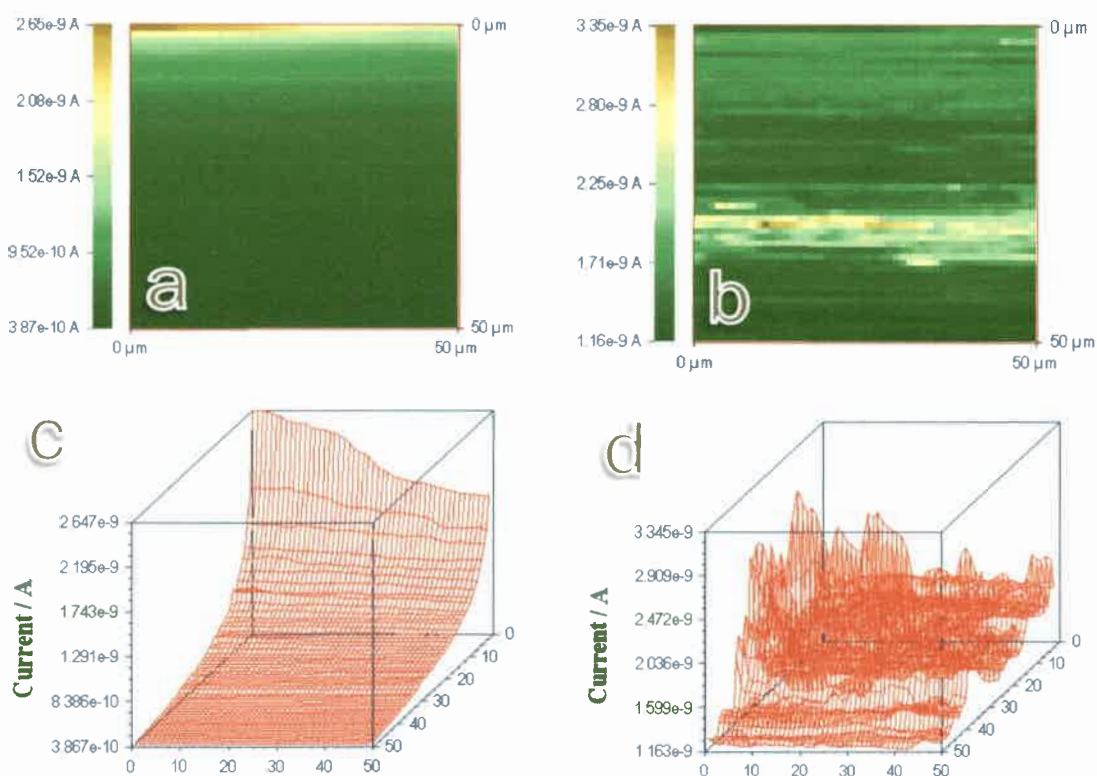 2.65e-9 A
2.08e-9 A
1.52e-9 A
9.52e-10 A
3.87e-10 A
0 µm
50 µm
0 µm
50 µm
a
3.35e-9 A
2.80e-9 A
2.25e-9 A
1.71e-9 A
1.16e-9 A
0 µm
50 µm
0 µm
50 µm
b
c
Current / A
2.647e-9
2.195e-9
1.743e-9
1.291e-9
8.386e-10
3.867e-10
0 10 20 30 40 50
0
10
20
30
40
50
d
Current / A
3.345e-9
2.909e-9
2.472e-9
2.036e-9
1.599e-9
1.163e-9
0 10 20 30 40 50
0
10
20
30
40
50